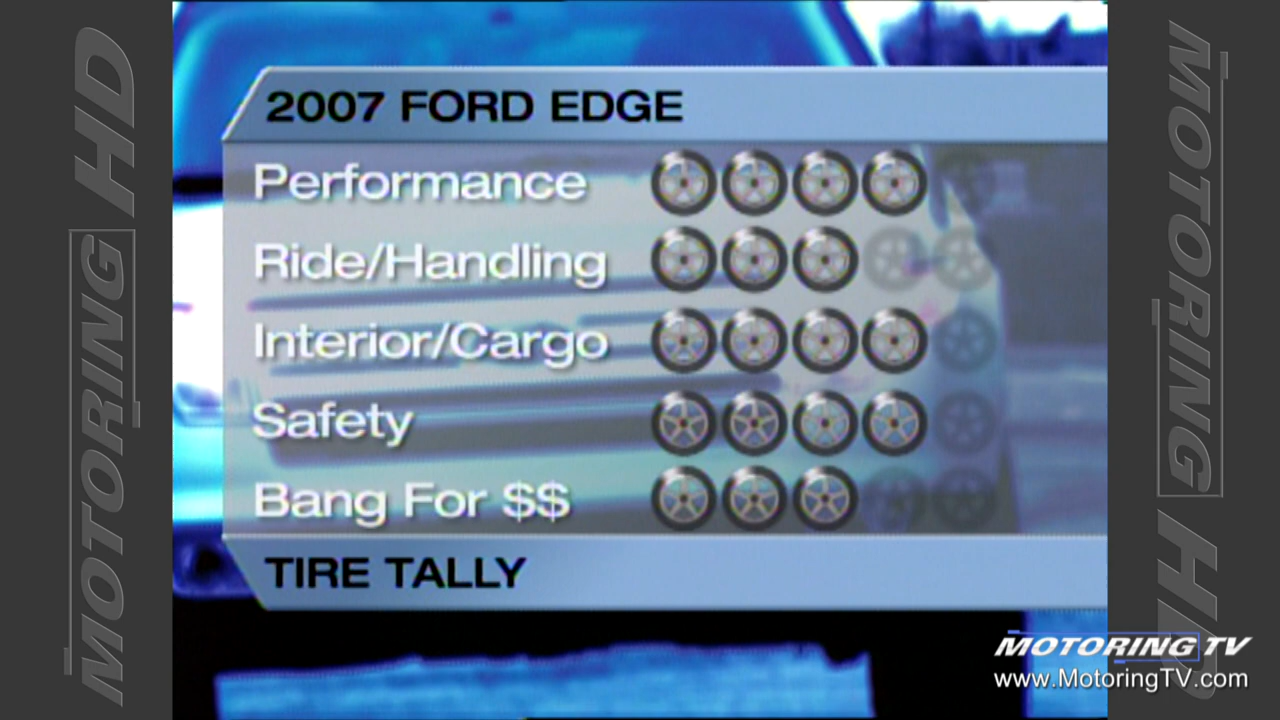 MOTORING HD
2007 FORD EDGE
Performance
Ride/Handling
Interior/Cargo
Safety
Bang For $$
TIRE TALLY
MOTORING HD
MOTORING TV
www.MotoringTV.com